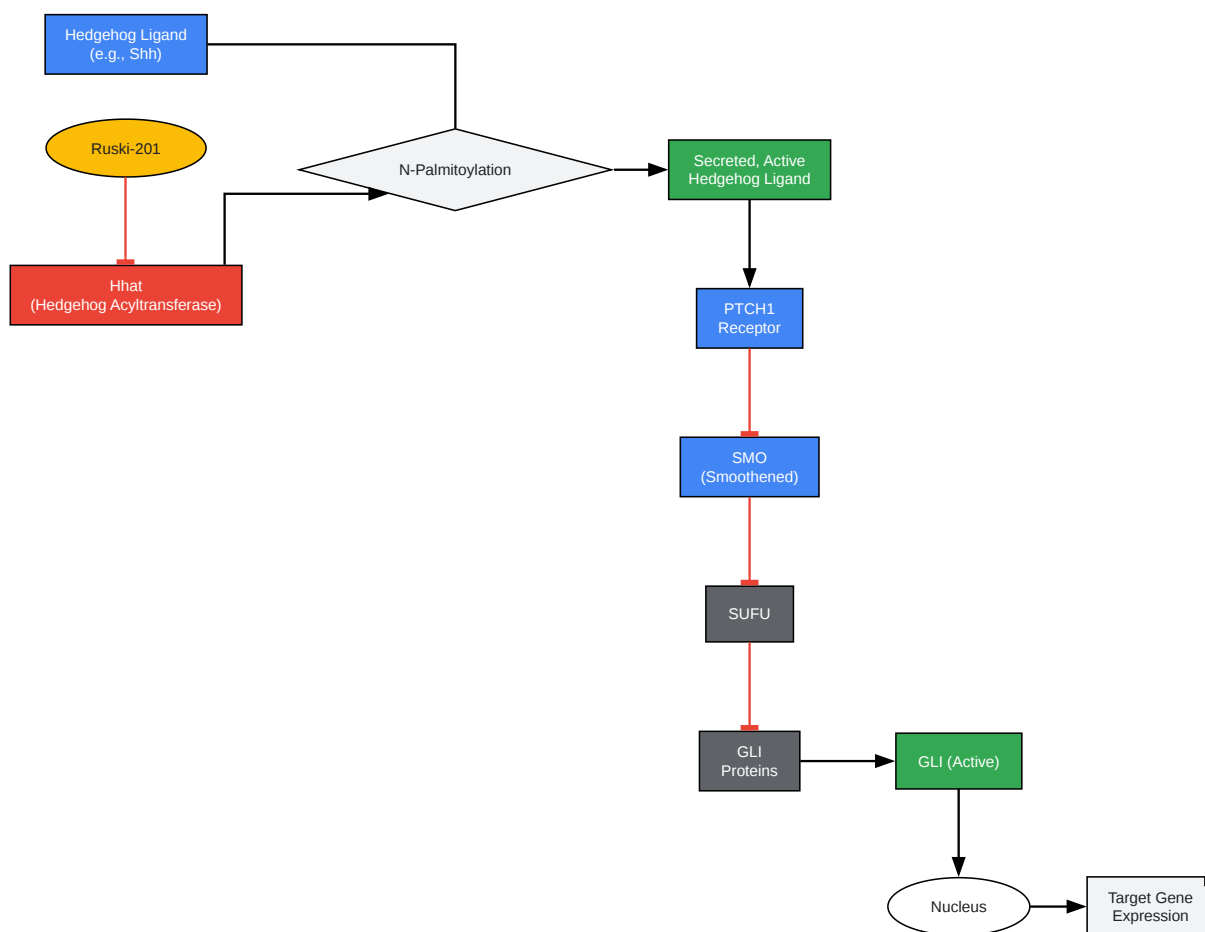 Hedgehog Ligand
(e.g., Shh)
Ruski-201
N-Palmitoylation
Secreted, Active
Hedgehog Ligand
Hhat
(Hedgehog Acyltransferase)
PTCH1
Receptor
SMO
(Smoothened)
SUFU
GLI
Proteins
GLI (Active)
Nucleus
Target Gene
Expression